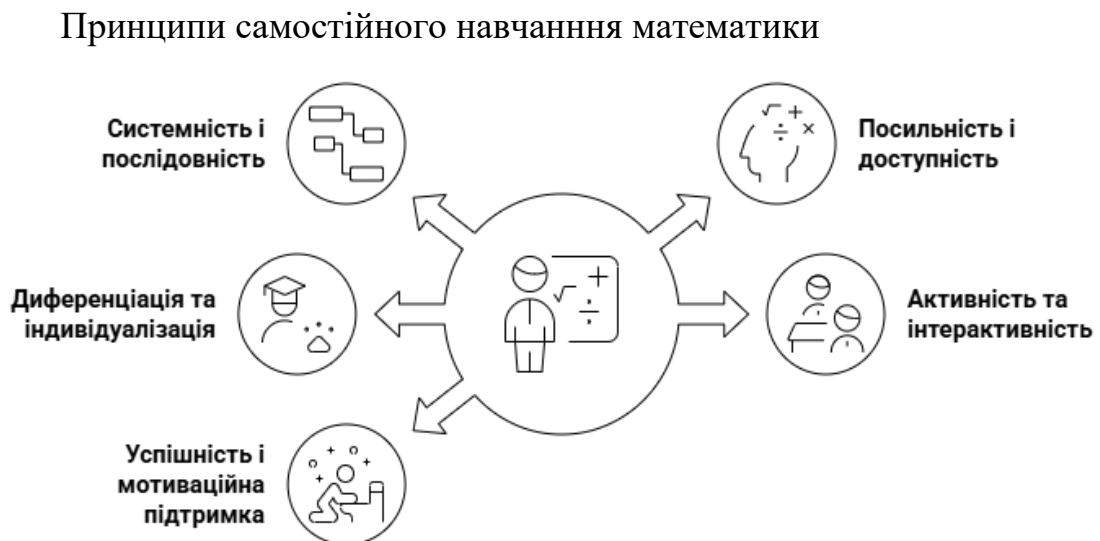 Принципи самостійного навчанння математики
Системність і
послідовність
Посильність і
доступність
Диференціація та
індивідуалізація
Активність та
інтерактивність
Успішність і
мотиваційна
підтримка